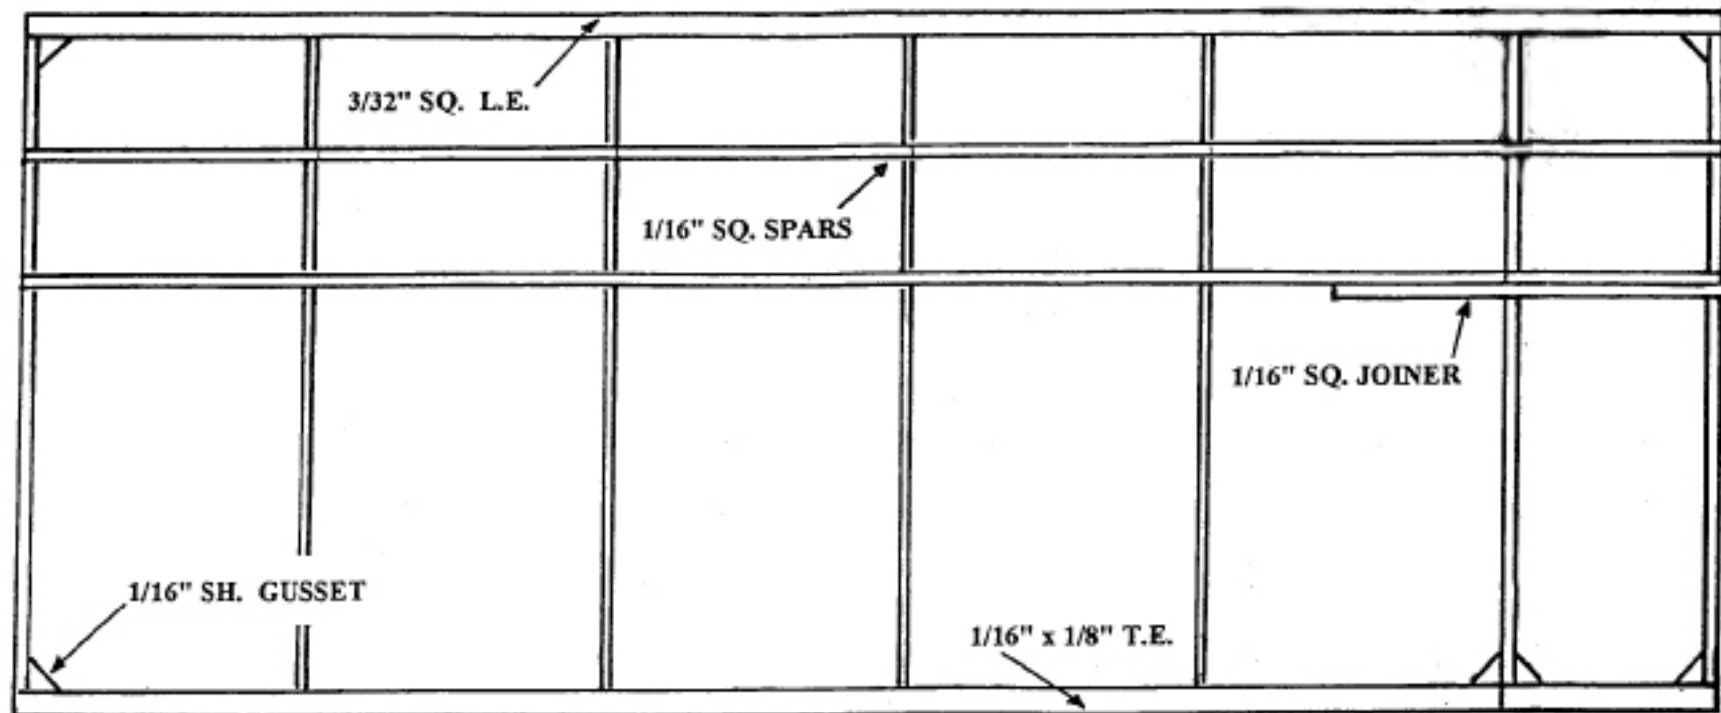 3/32" SQ. L.E.
1/16" SQ. SPARS
1/16" SQ. JOINER
1/16" SH. GUSSET
1/16" x 1/8" T.E.